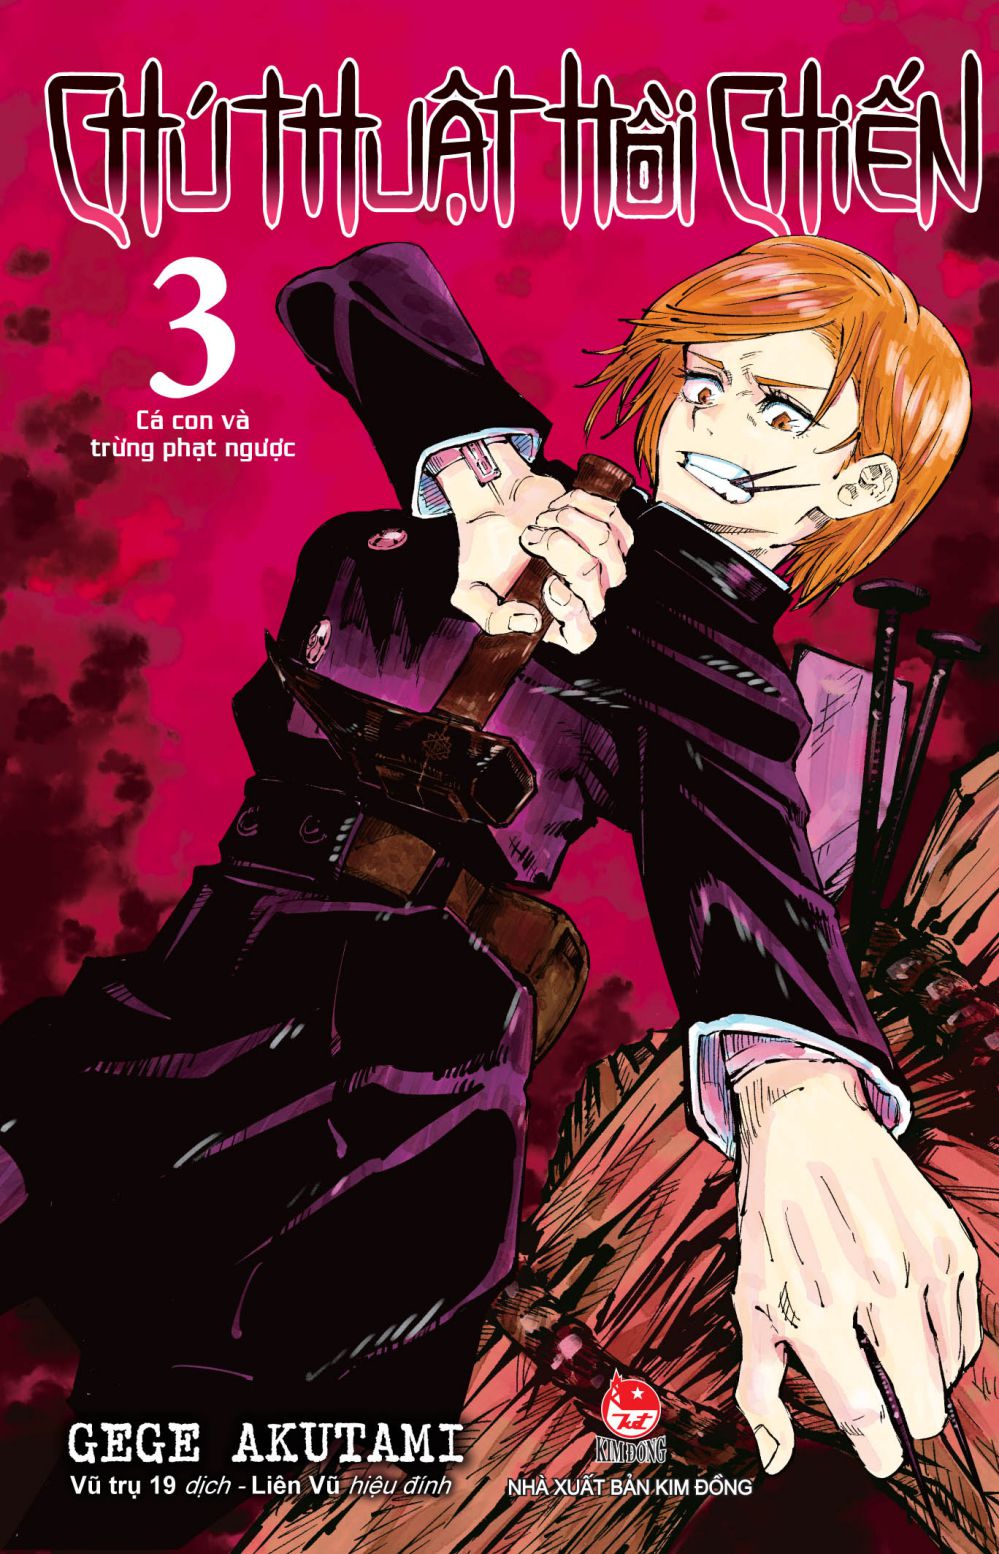 CHÚ THUẬT HỒI CHIẾN
3
Cá con và
trừng phạt ngược
GEGE AKUTAMI
Vũ trụ 19 dịch - Liên Vũ hiệu đính
KIM ĐỒNG
NHÀ XUẤT BẢN KIM ĐỒNG